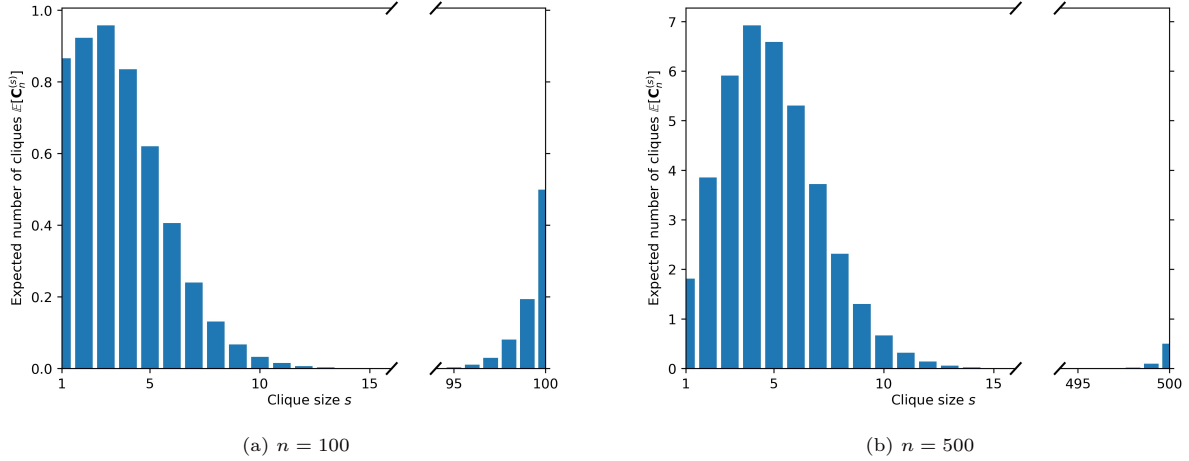 1.0
0.8
0.6
0.4
0.2
0.0
Expected number of cliques 𝔼[𝐂ₙ⁽ˢ⁾]
1 5 10 15 95 100
Clique size s
(a) n = 100
7
6
5
4
3
2
1
0
Expected number of cliques 𝔼[𝐂ₙ⁽ˢ⁾]
1 5 10 15 495 500
Clique size s
(b) n = 500